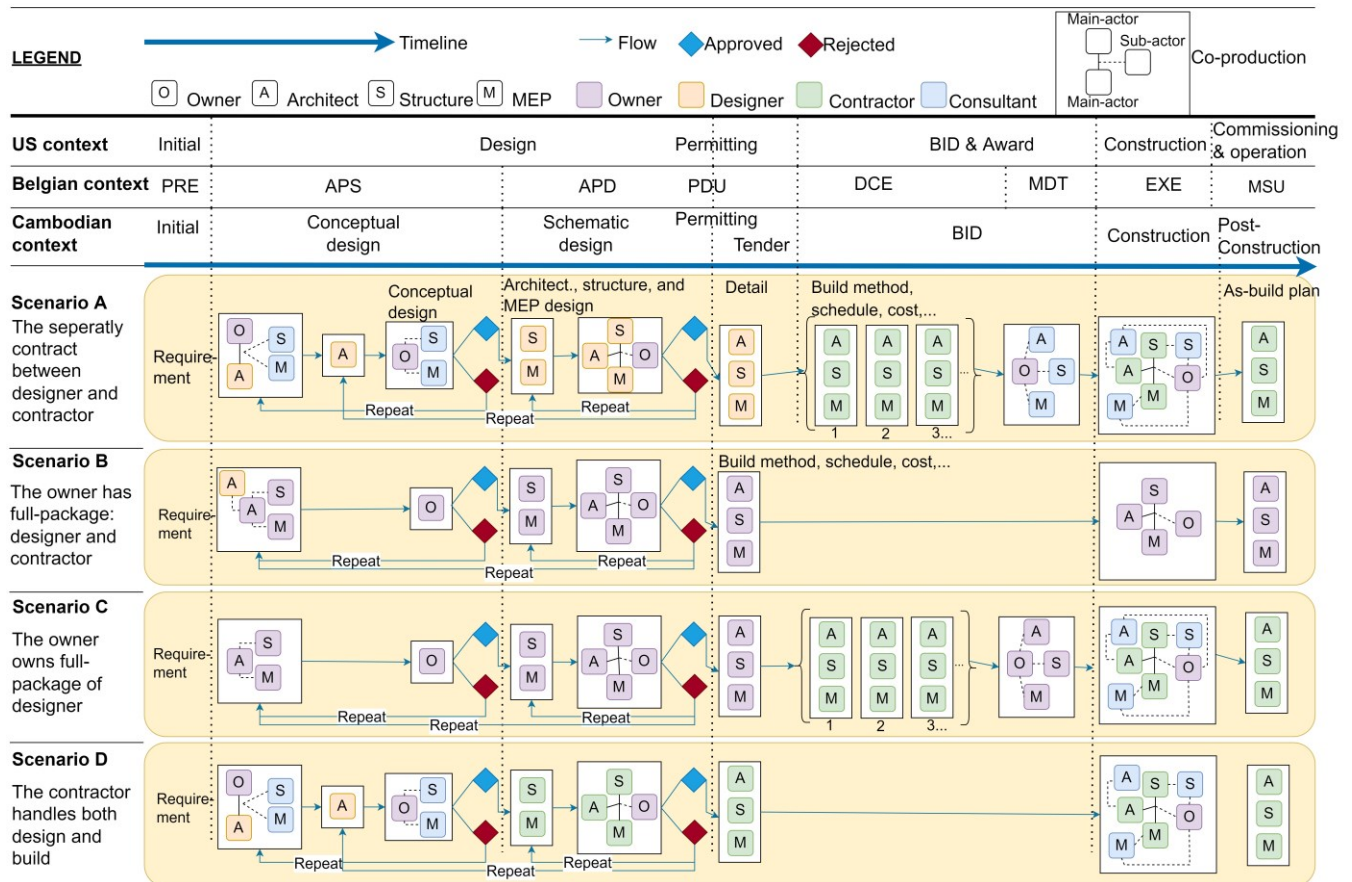 LEGEND
Timeline
Flow
Approved
Rejected
Main-actor
Sub-actor
Main-actor
Co-production
O Owner
A Architect
S Structure
M MEP
Owner
Designer
Contractor
Consultant
US context
Initial
Design
Permitting
BID & Award
Construction
Commissioning
& operation
Belgian context
PRE
APS
APD
PDU
DCE
MDT
EXE
MSU
Cambodian
context
Initial
Conceptual
design
Schematic
design
Permitting
Tender
BID
Construction
Post-
Construction
Scenario A
The seperatly
contract
between
designer and
contractor
Require-
ment
O
A
S
M
A
Conceptual
design
O
S
M
Repeat
Repeat
Repeat
Architect., structure, and
MEP design
S
M
S
A
O
M
Detail
A
S
M
Build method,
schedule, cost,...
A
S
M
1
A
S
M
2
A
S
M
3...
...
A
O
S
M
A
S
S
A
O
M
M
As-build plan
A
S
M
Scenario B
The owner has
full-package:
designer and
contractor
Require-
ment
A
S
A
M
O
Repeat
Repeat
Repeat
S
M
S
A
O
M
Build method, schedule, cost,...
A
S
M
S
A
O
M
A
S
M
Scenario C
The owner
owns full-
package of
designer
Require-
ment
S
A
M
O
Repeat
Repeat
Repeat
S
M
S
A
O
M
A
S
M
A
S
M
1
A
S
M
2
A
S
M
3...
...
A
O
S
M
A
S
S
A
O
M
M
A
S
M
Scenario D
The contractor
handles both
design and
build
Require-
ment
O
A
S
M
A
O
S
M
Repeat
Repeat
Repeat
S
M
S
A
O
M
A
S
M
A
S
S
A
O
M
M
A
S
M